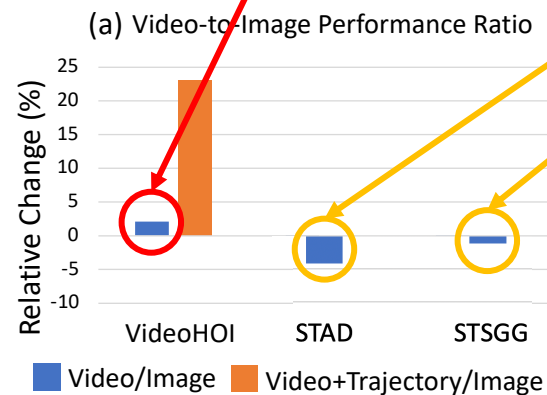 (a) Video-to-Image Performance Ratio
Relative Change (%)
25
20
15
10
5
0
-5
-10
VideoHOI STAD STSGG
Video/Image Video+Trajectory/Image